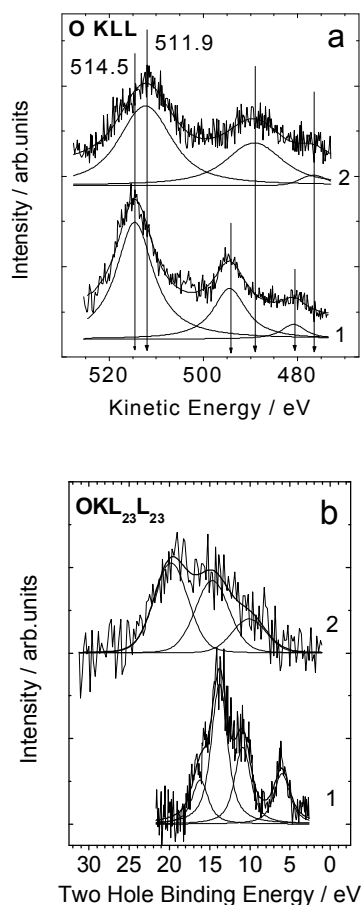 O KLL
a
511.9
514.5
2
1
Intensity / arb.units
520 500 480
Kinetic Energy / eV
OKL23L23
b
2
1
Intensity / arb.units
30 25 20 15 10 5 0
Two Hole Binding Energy / eV